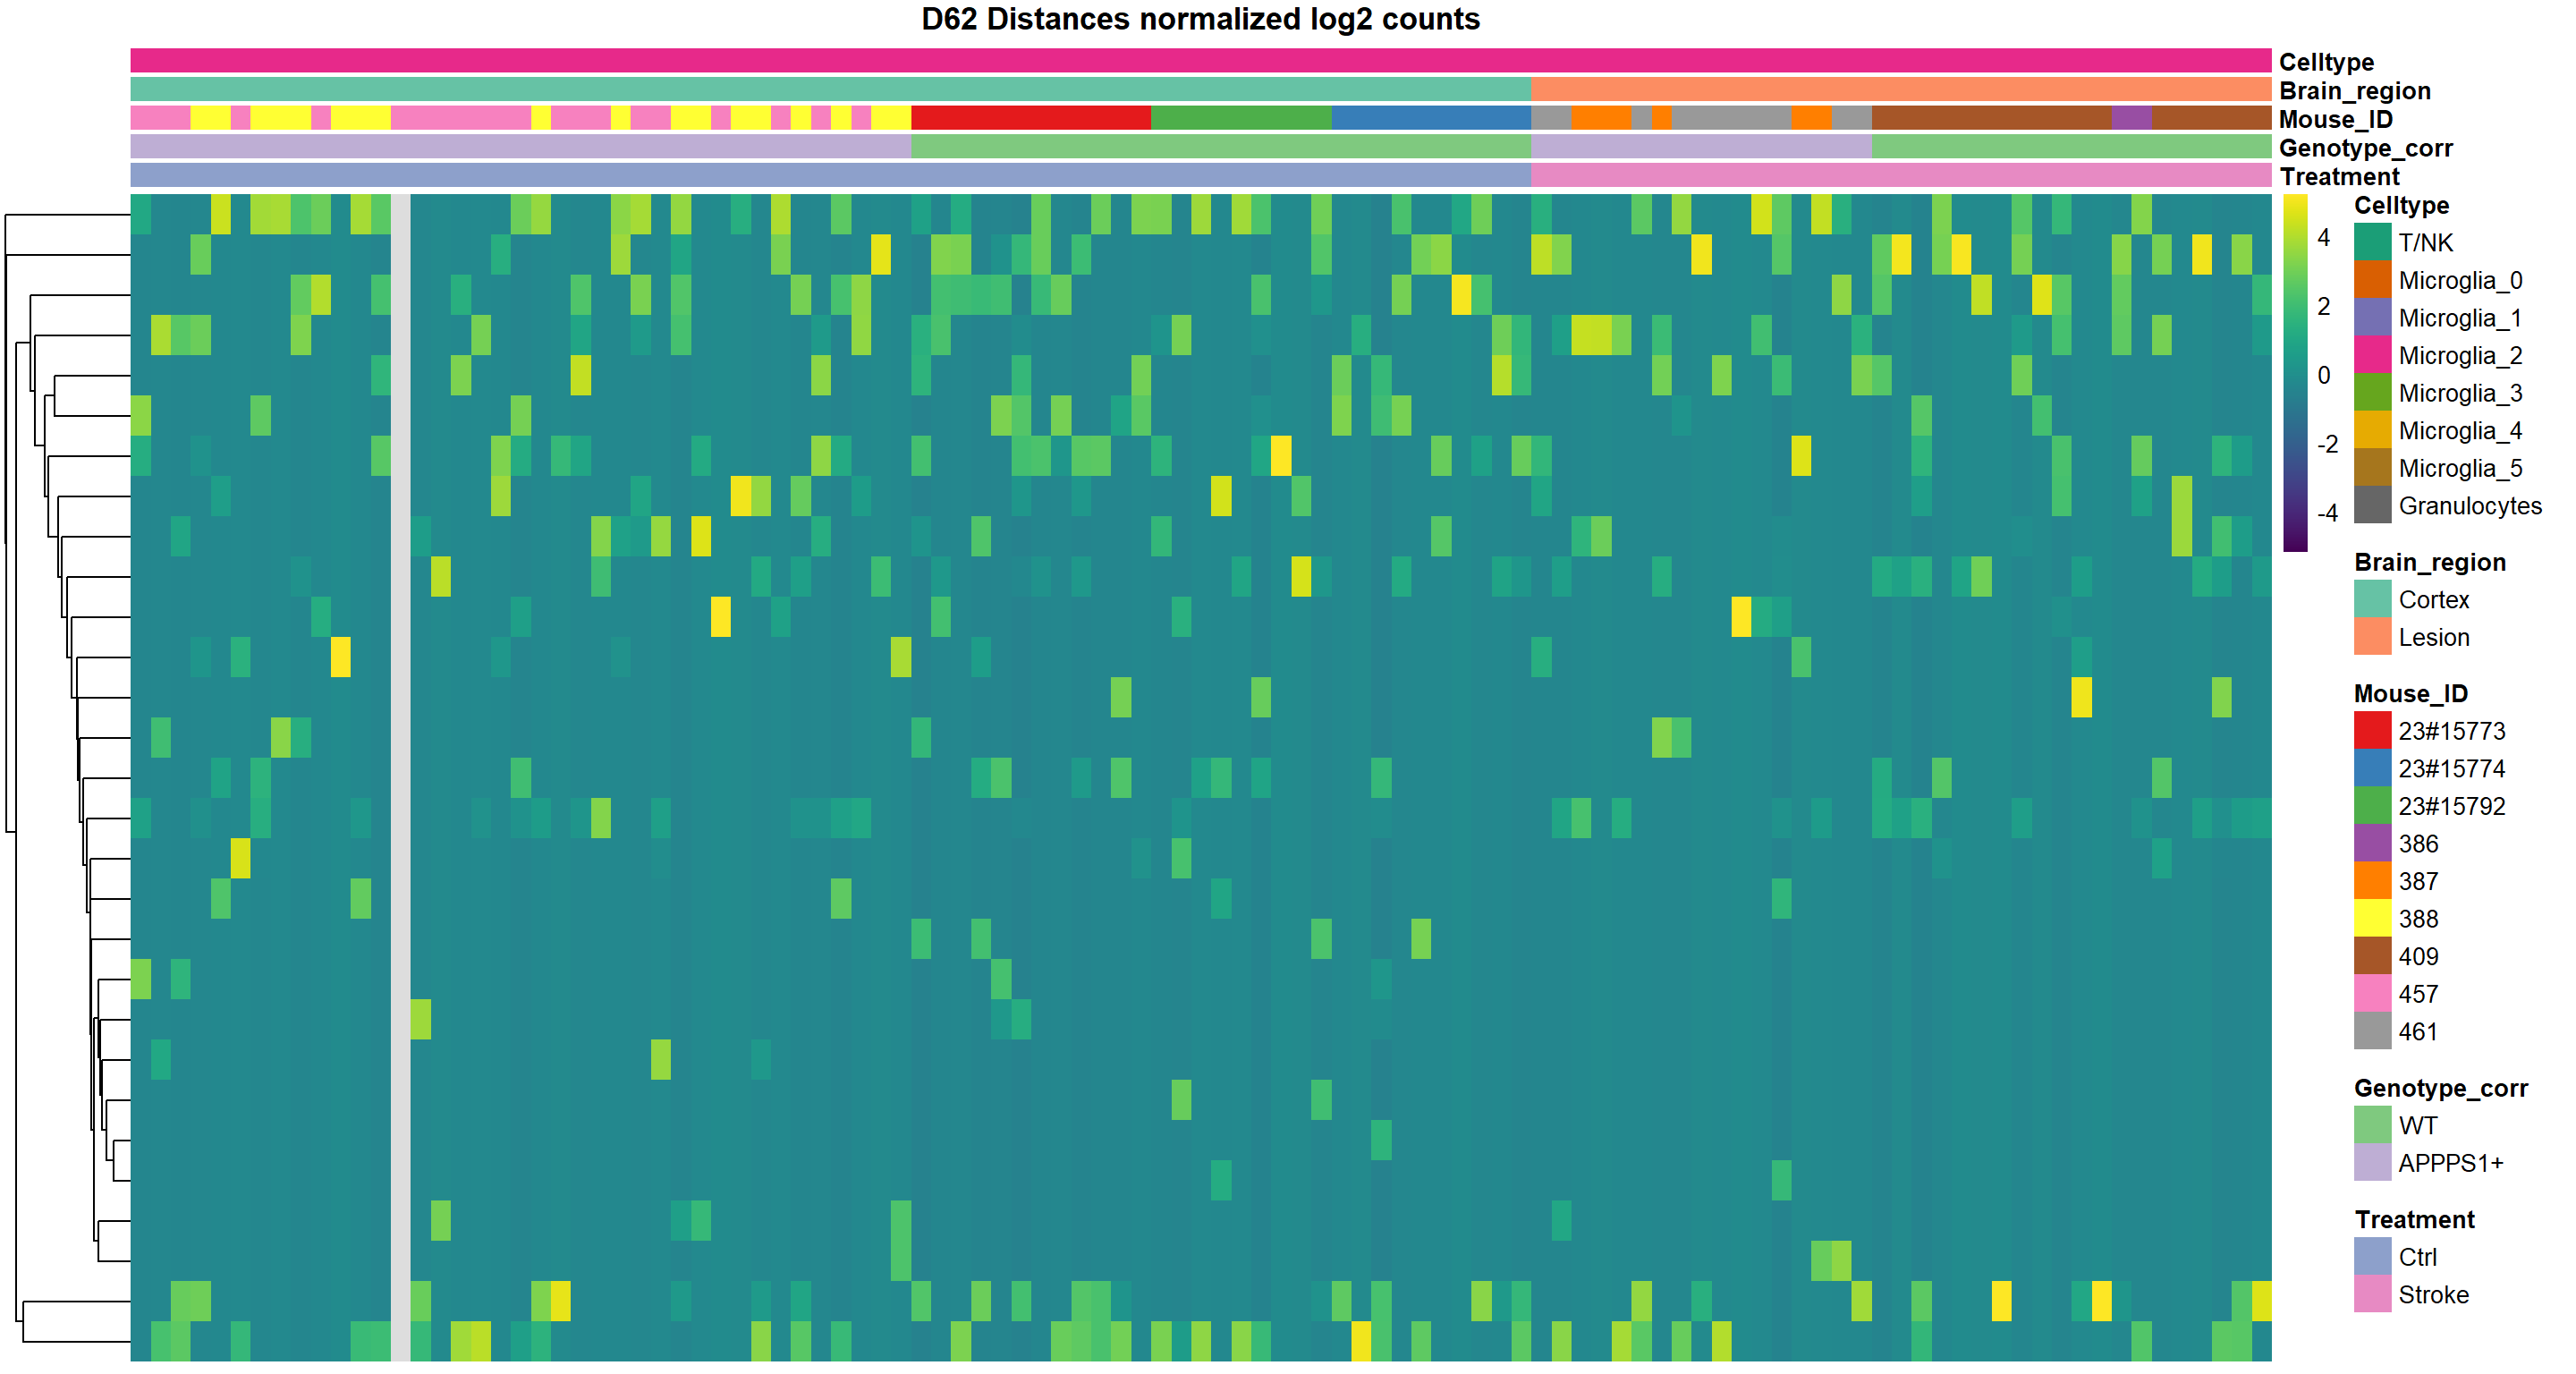 D62 Distances normalized log2 counts
Celltype
Brain_region
Mouse_ID
Genotype_corr
Treatment
4
2
0
-2
-4
Celltype
T/NK
Microglia_0
Microglia_1
Microglia_2
Microglia_3
Microglia_4
Microglia_5
Granulocytes
Brain_region
Cortex
Lesion
Mouse_ID
23#15773
23#15774
23#15792
386
387
388
409
457
461
Genotype_corr
WT
APPPS1+
Treatment
Ctrl
Stroke